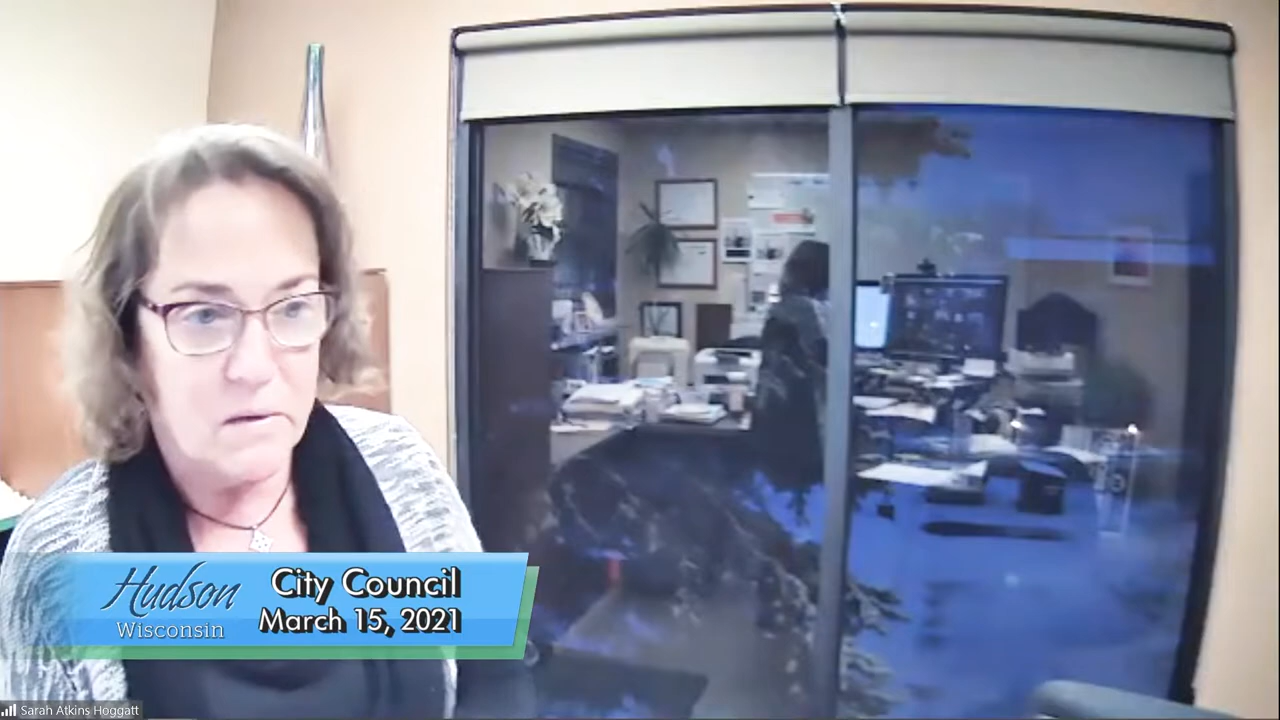 Hudson
Wisconsin
City Council
March 15, 2021
Sarah Atkins Hoggatt